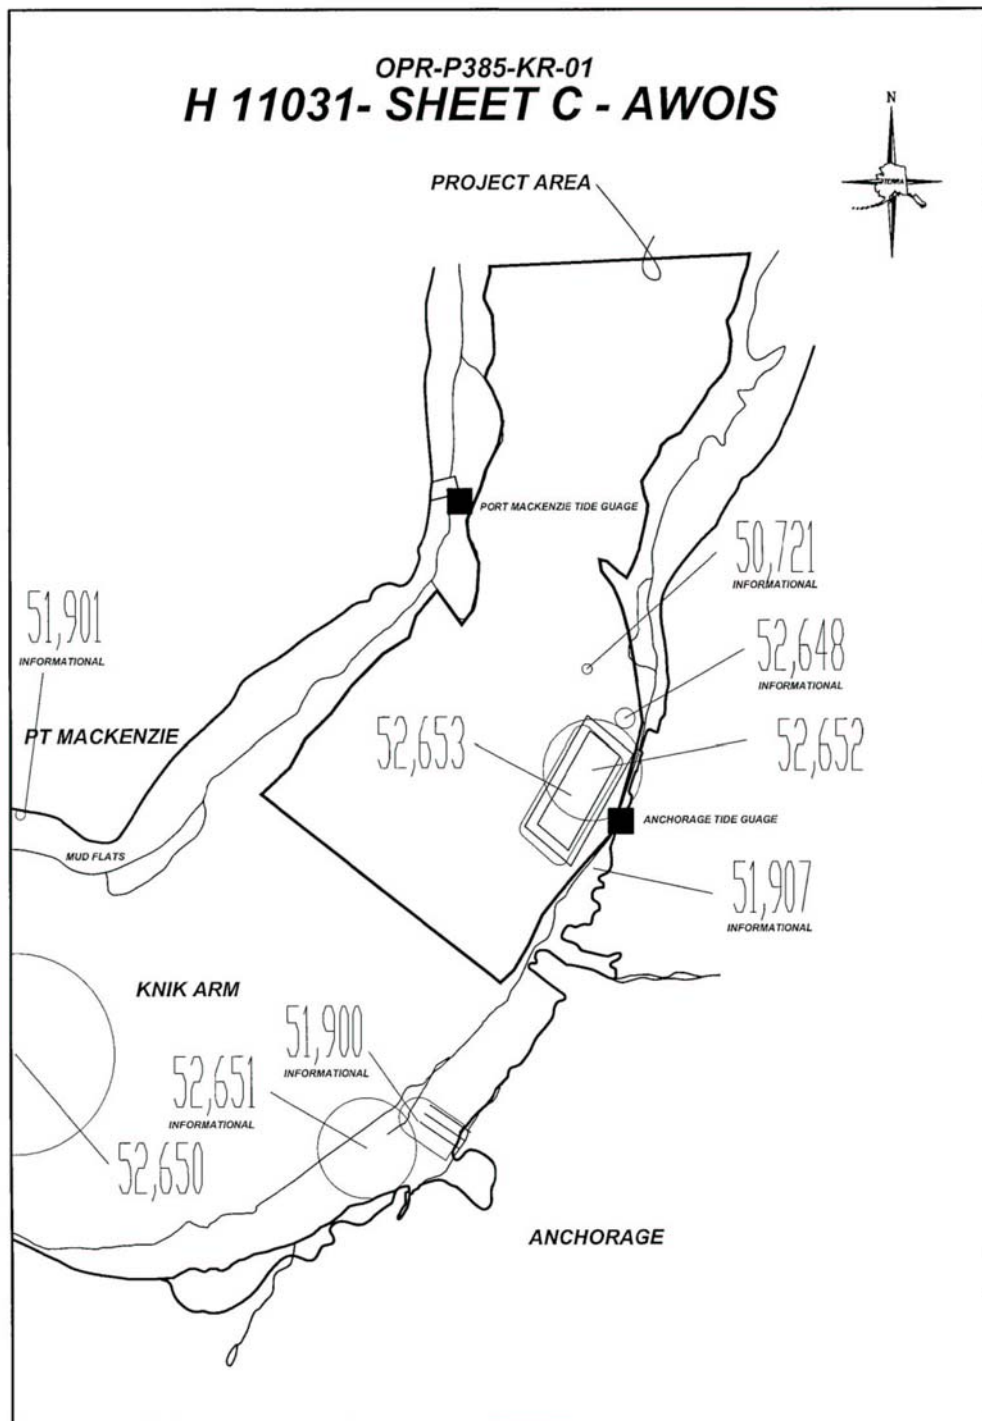 OPR-P385-KR-01
H 11031- SHEET C - AWOIS
N
PROJECT AREA
PORT MACKENZIE TIDE GUAGE
50,721
INFORMATIONAL
51,901
INFORMATIONAL
52,648
INFORMATIONAL
PT MACKENZIE
52,653
52,652
ANCHORAGE TIDE GUAGE
MUD FLATS
51,907
INFORMATIONAL
KNIK ARM
51,900
INFORMATIONAL
52,651
INFORMATIONAL
52,650
ANCHORAGE